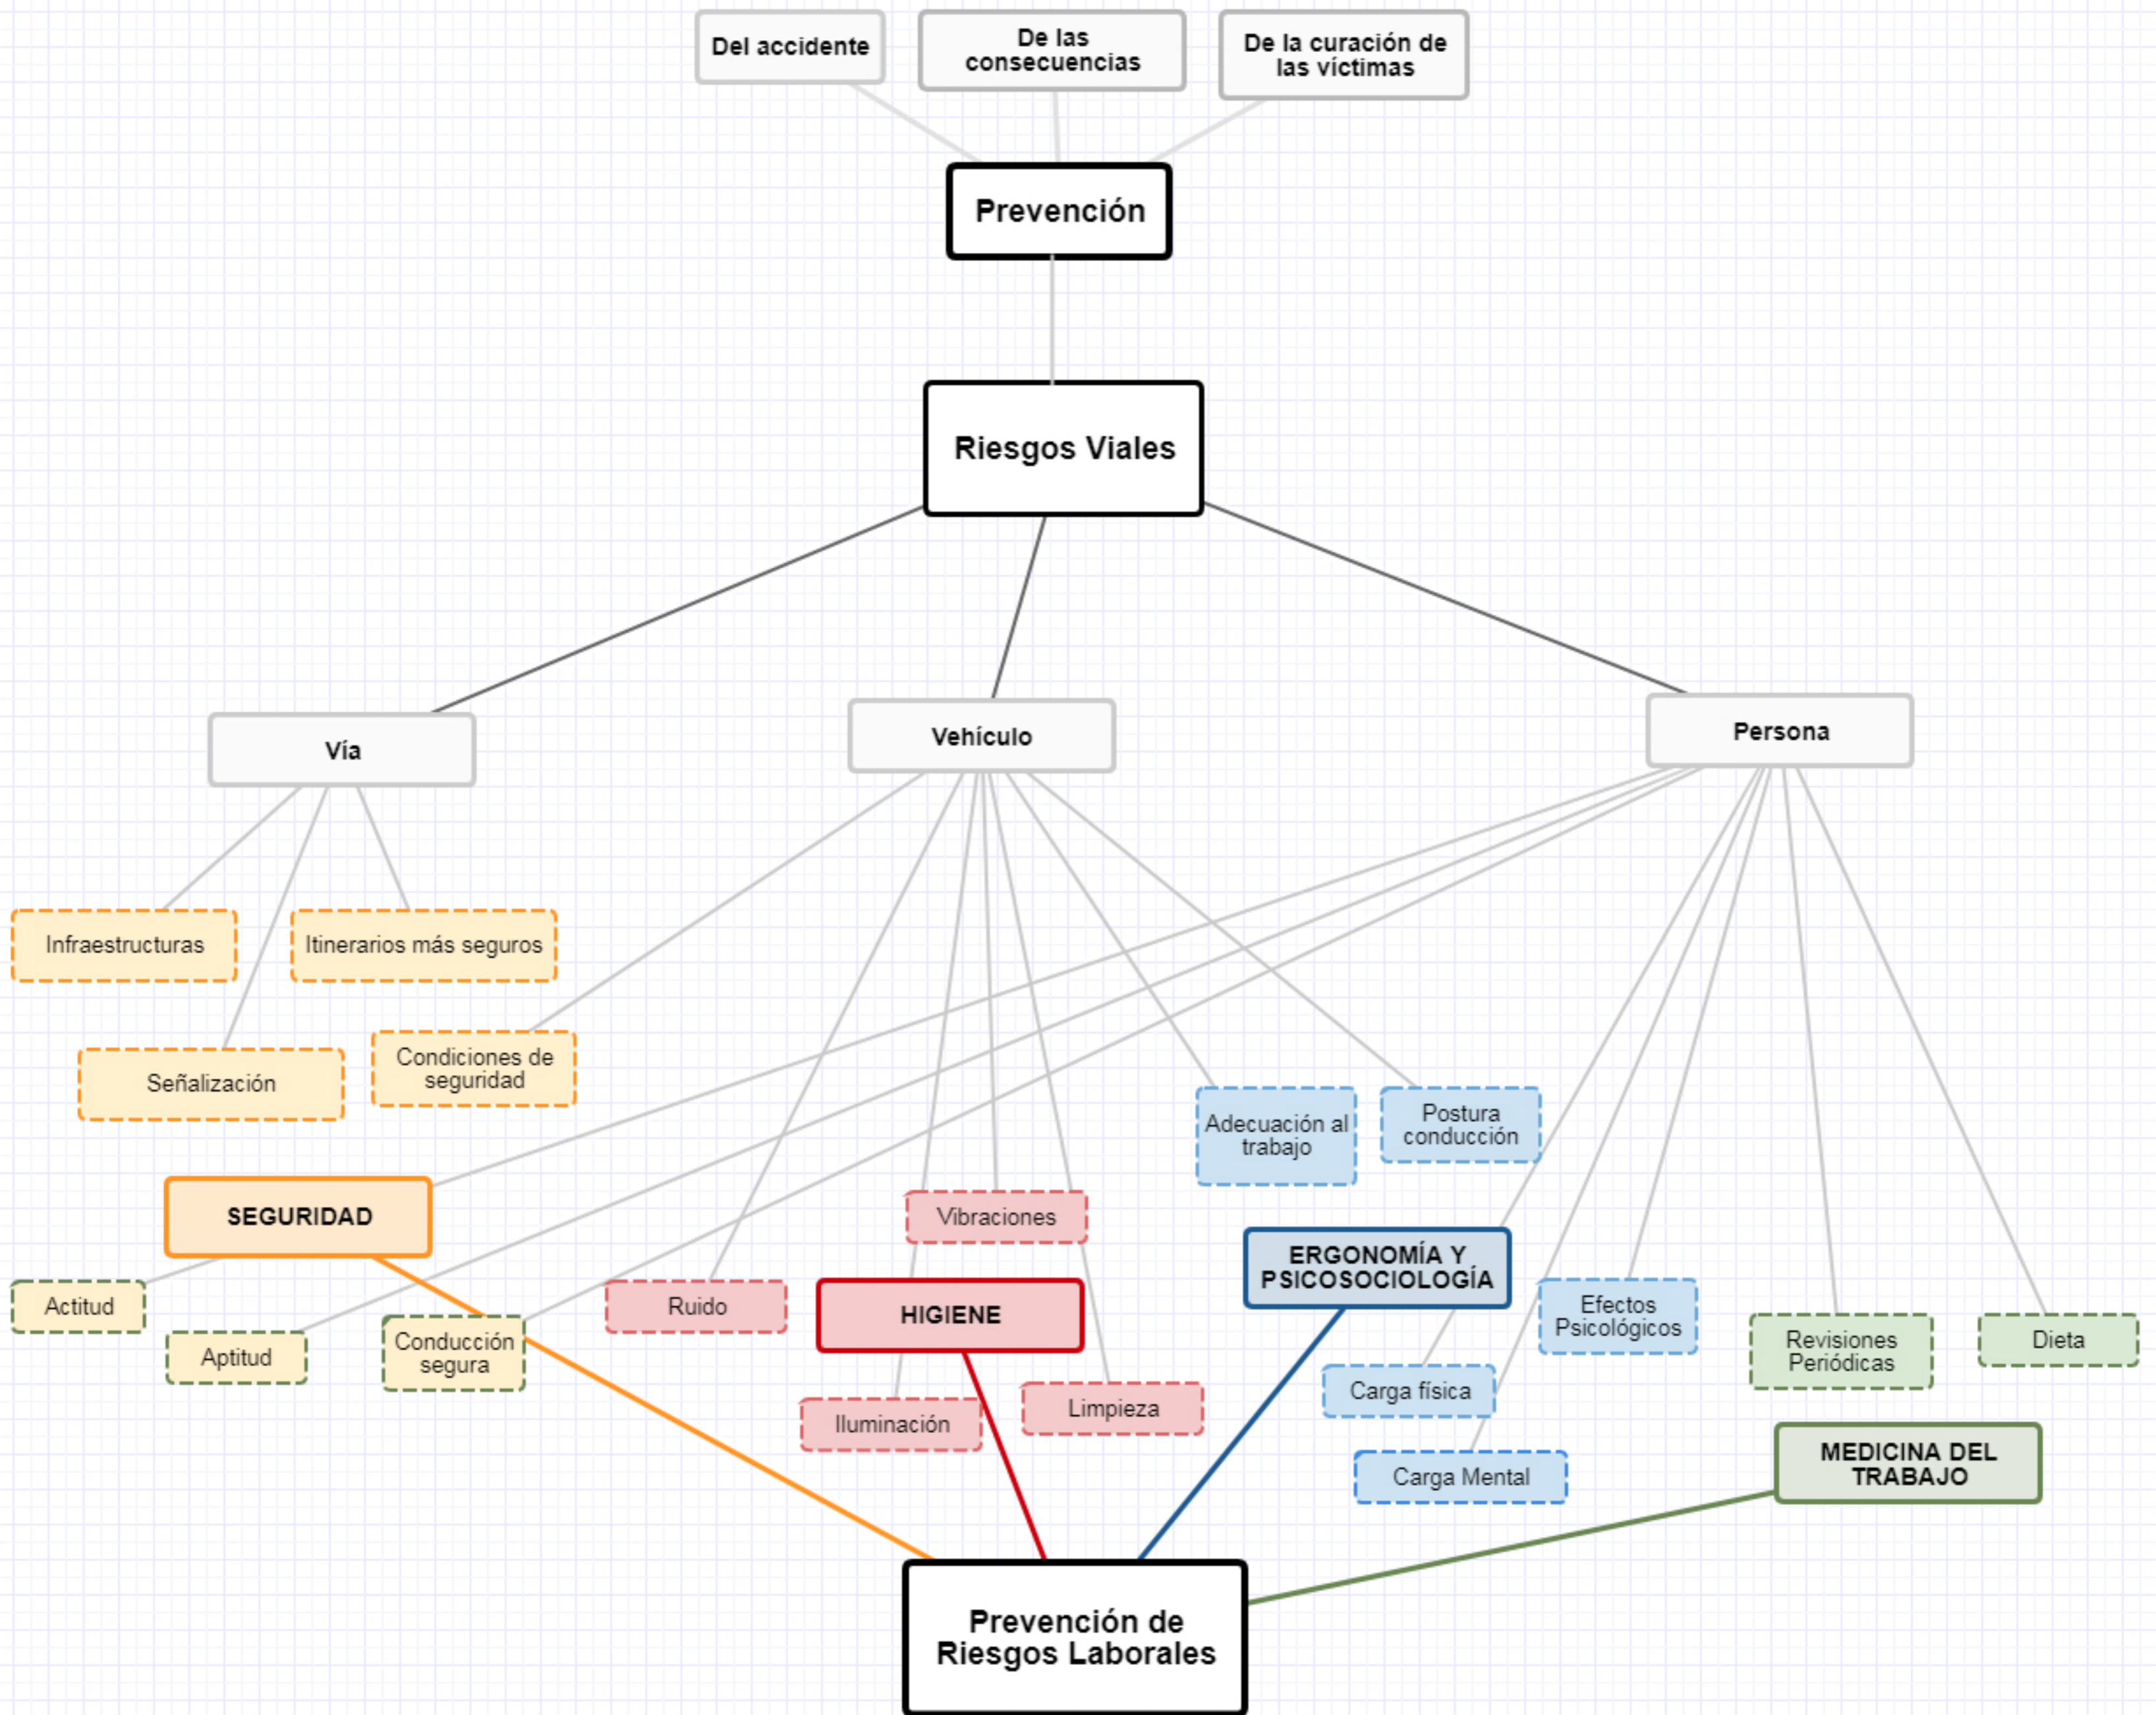 Del accidente
De las
consecuencias
De la curación de
las víctimas
Prevención
Riesgos Viales
Vía
Vehículo
Persona
Infraestructuras
Itinerarios más seguros
Señalización
Condiciones de
seguridad
Adecuación al
trabajo
Postura
conducción
SEGURIDAD
Vibraciones
ERGONOMÍA Y
PSICOSOCIOLOGÍA
Actitud
Aptitud
Conducción
segura
Ruido
HIGIENE
Efectos
Psicológicos
Revisiones
Periódicas
Dieta
Iluminación
Limpieza
Carga física
Carga Mental
MEDICINA DEL
TRABAJO
Prevención de
Riesgos Laborales